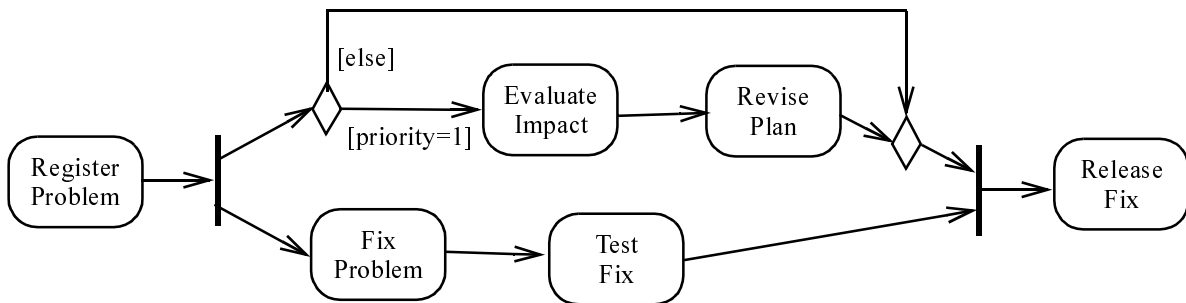 [else]
Evaluate
Impact
Revise
Plan
[priority=1]
Register
Problem
Release
Fix
Fix
Problem
Test
Fix